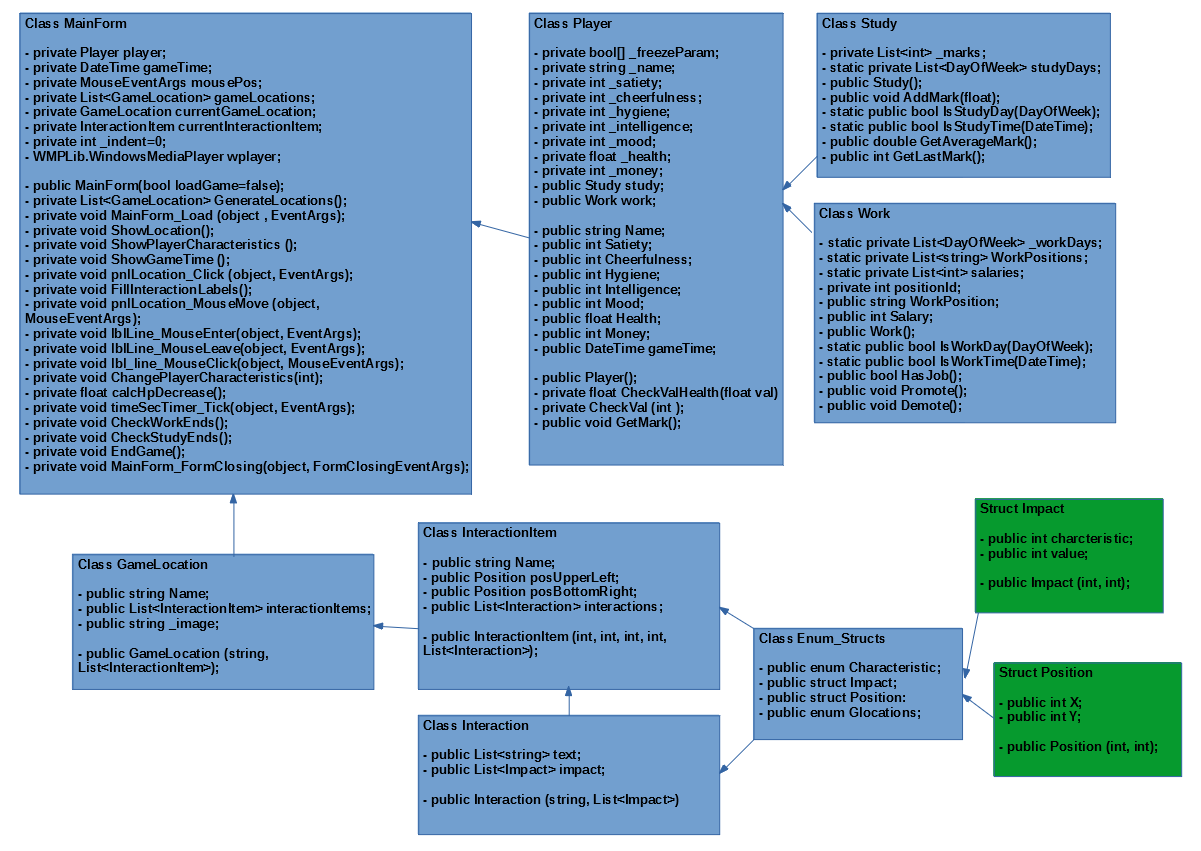 Class MainForm
- private Player player;
- private DateTime gameTime;
- private MouseEventArgs mousePos;
- private List<GameLocation> gameLocations;
- private GameLocation currentGameLocation;
- private InteractionItem currentInteractionItem;
- private int _indent=0;
- WMPLib.WindowsMediaPlayer wplayer;
- public MainForm(bool loadGame=false);
- private List<GameLocation> GenerateLocations();
- private void MainForm_Load (object , EventArgs);
- private void ShowLocation();
- private void ShowPlayerCharacteristics ();
- private void ShowGameTime ();
- private void pnlLocation_Click (object, EventArgs);
- private void FillInteractionLabels();
- private void pnlLocation_MouseMove (object,
MouseEventArgs);
- private void lblLine_MouseEnter(object, EventArgs);
- private void lblLine_MouseLeave(object, EventArgs);
- private void lbl_line_MouseClick(object, MouseEventArgs);
- private void ChangePlayerCharacteristics(int);
- private float calcHpDecrease();
- private void timeSecTimer_Tick(object, EventArgs);
- private void CheckWorkEnds();
- private void CheckStudyEnds();
- private void EndGame();
- private void MainForm_FormClosing(object, FormClosingEventArgs);
Class Player
- private bool[] _freezeParam;
- private string _name;
- private int _satiety;
- private int _cheerfulness;
- private int _hygiene;
- private int _intelligence;
- private int _mood;
- private float _health;
- private int _money;
- public Study study;
- public Work work;
- public string Name;
- public int Satiety;
- public int Cheerfulness;
- public int Hygiene;
- public int Intelligence;
- public int Mood;
- public float Health;
- public int Money;
- public DateTime gameTime;
- public Player();
- private float CheckValHealth(float val)
- private CheckVal (int );
- public void GetMark();
Class Study
- private List<int> _marks;
- static private List<DayOfWeek> studyDays;
- public Study();
- public void AddMark(float);
- static public bool IsStudyDay(DayOfWeek);
- static public bool IsStudyTime(DateTime);
- public double GetAverageMark();
- public int GetLastMark();
Class Work
- static private List<DayOfWeek> _workDays;
- static private List<string> WorkPositions;
- static private List<int> salaries;
- private int positionId;
- public string WorkPosition;
- public int Salary;
- public Work();
- static public bool IsWorkDay(DayOfWeek);
- static public bool IsWorkTime(DateTime);
- public bool HasJob();
- public void Promote();
- public void Demote();
Class GameLocation
- public string Name;
- public List<InteractionItem> interactionItems;
- public string _image;
- public GameLocation (string,
List<InteractionItem>);
Class InteractionItem
- public string Name;
- public Position posUpperLeft;
- public Position posBottomRight;
- public List<Interaction> interactions;
- public InteractionItem (int, int, int, int,
List<Interaction>);
Class Interaction
- public List<string> text;
- public List<Impact> impact;
- public Interaction (string, List<Impact>)
Class Enum_Structs
- public enum Characteristic;
- public struct Impact;
- public struct Position:
- public enum Glocations;
Struct Impact
- public int charcteristic;
- public int value;
- public Impact (int, int);
Struct Position
- public int X;
- public int Y;
- public Position (int, int);